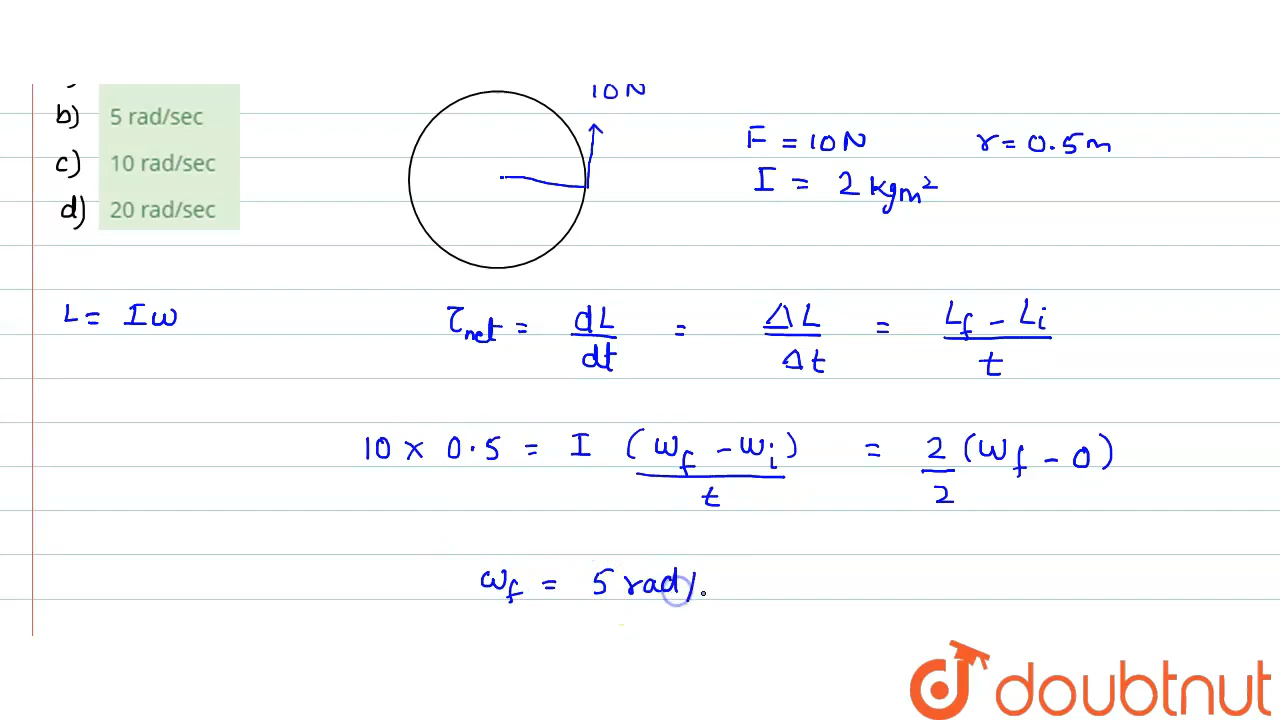 10N
b) 5 rad/sec
c) 10 rad/sec
d) 20 rad/sec
F = 10N r = 0.5m
I = 2 kgm²
L = Iω
τnet = dL/dt = ΔL/Δt = Lf - Li/t
10 × 0.5 = I (ωf - ωi)/t = 2/2 (ωf - 0)
ωf = 5 rad/
doubtnut